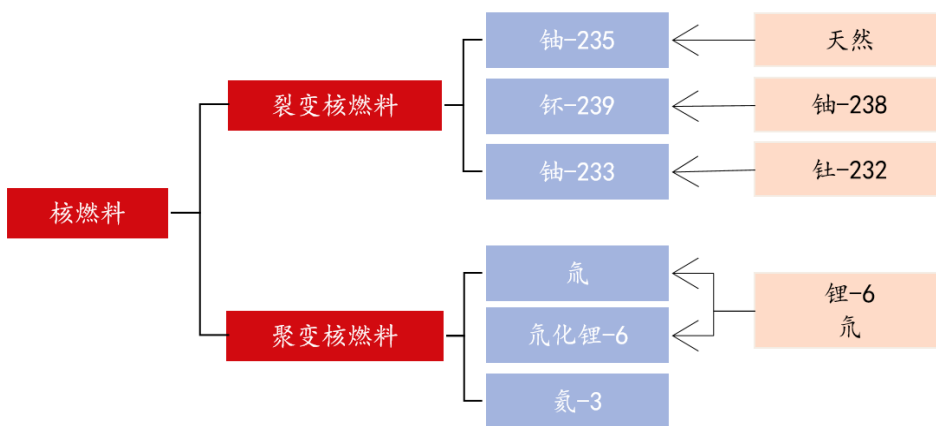 核燃料
裂变核燃料
铀-235
天然
钚-239
铀-238
铀-233
钍-232
聚变核燃料
氚
氘化锂-6
氦-3
锂-6
氘